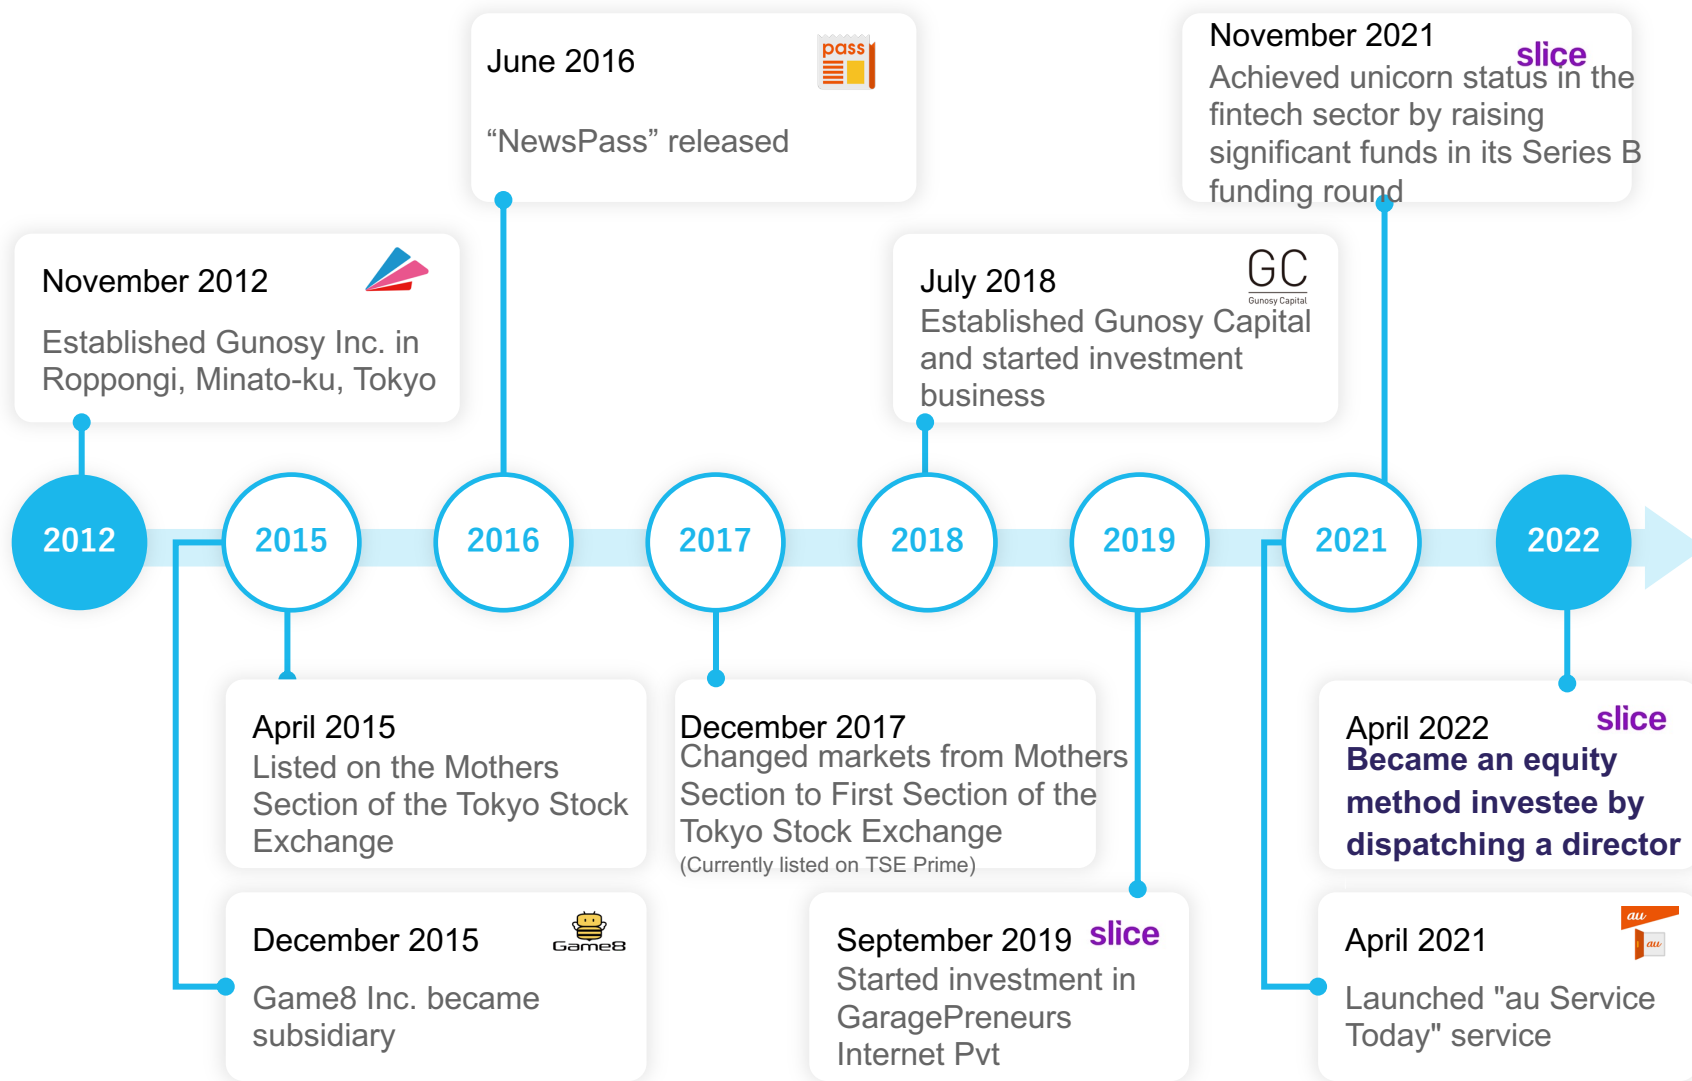 June 2016
pass
“NewsPass” released
November 2021
slice
Achieved unicorn status in the
fintech sector by raising
significant funds in its Series B
funding round
November 2012
Established Gunosy Inc. in
Roppongi, Minato-ku, Tokyo
July 2018
GC
Gunosy Capital
Established Gunosy Capital
and started investment
business
2012
2015
2016
2017
2018
2019
2021
2022
April 2015
Listed on the Mothers
Section of the Tokyo Stock
Exchange
December 2017
Changed markets from Mothers
Section to First Section of the
Tokyo Stock Exchange
(Currently listed on TSE Prime)
April 2022
slice
Became an equity
method investee by
dispatching a director
December 2015
Game8
Game8 Inc. became
subsidiary
September 2019
slice
Started investment in
GaragePreneurs
Internet Pvt
April 2021
au
au
Launched "au Service
Today" service